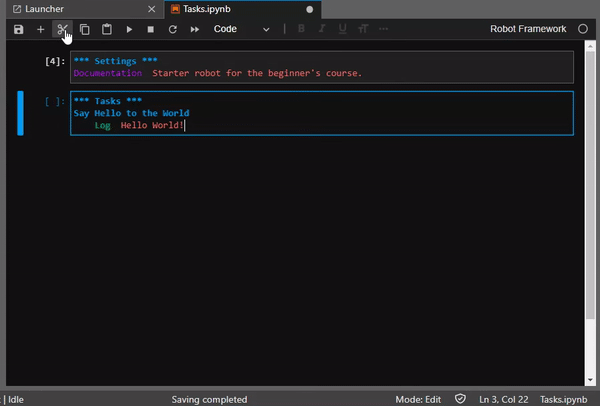 Launcher
Tasks.ipynb
Code
B I U
Robot Framework
[4]:
*** Settings ***
Documentation Starter robot for the beginner's course.
[ ]:
*** Tasks ***
Say Hello to the World
Log Hello World!
| Idle
Saving completed
Mode: Edit
Ln 3, Col 22
Tasks.ipynb